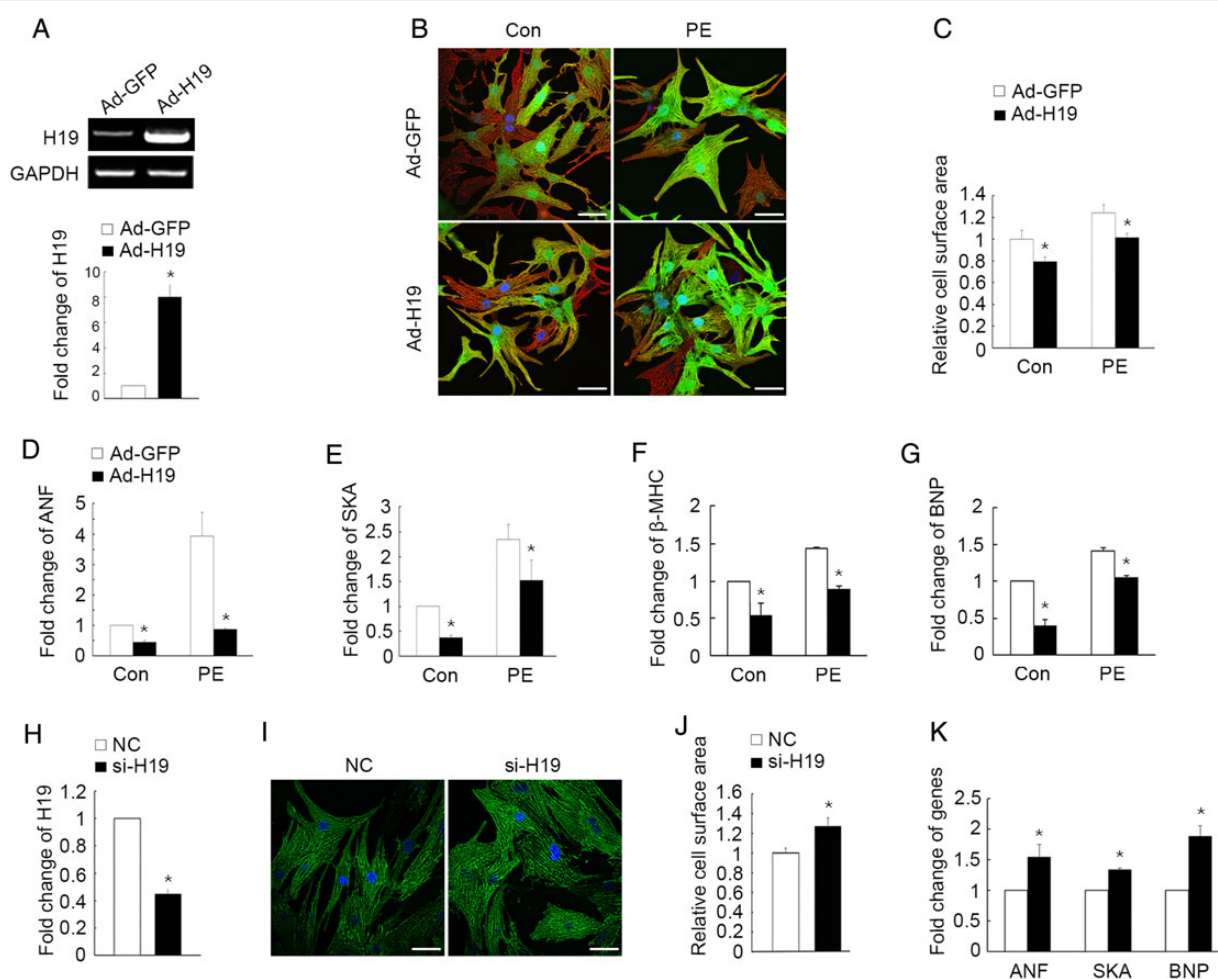 A
Ad-GFP
Ad-H19
H19
GAPDH
Ad-GFP
Ad-H19
Fold change of H19
10
8
6
4
2
0
*
B
Con
PE
Ad-GFP
Ad-H19
C
Ad-GFP
Ad-H19
Relative cell surface area
1.4
1.2
1
0.8
0.6
0.4
0.2
0
*
*
Con
PE
D
Ad-GFP
Ad-H19
Fold change of ANF
5
4
3
2
1
0
*
*
Con
PE
E
Fold change of SKA
3
2.5
2
1.5
1
0.5
0
*
*
Con
PE
F
Fold change of β-MHC
2
1.5
1
0.5
0
*
*
Con
PE
G
Fold change of BNP
2
1.5
1
0.5
0
*
*
Con
PE
H
NC
si-H19
Fold change of H19
1.2
1
0.8
0.6
0.4
0.2
0
*
I
NC
si-H19
J
NC
si-H19
Relative cell surface area
1.6
1.4
1.2
1
0.8
0.6
0.4
0.2
0
*
K
Fold change of genes
2.5
2
1.5
1
0.5
0
*
*
*
ANF
SKA
BNP